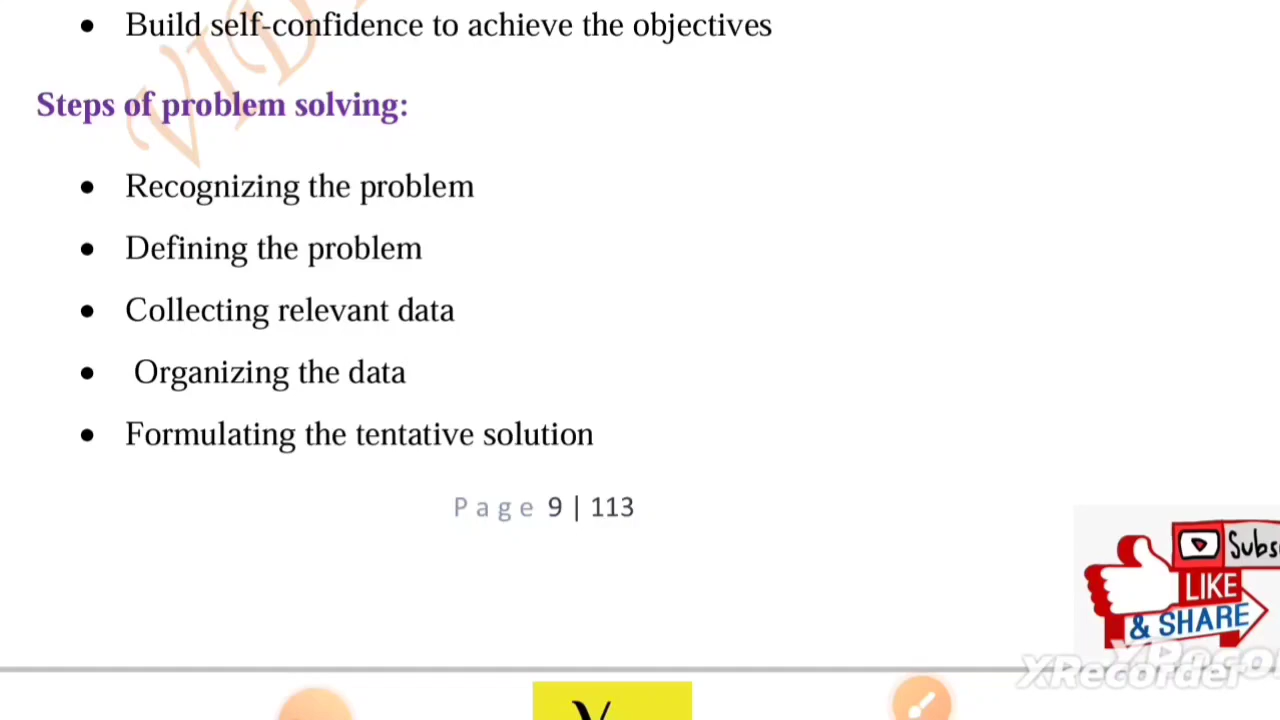 • Build self-confidence to achieve the objectives
Steps of problem solving:
• Recognizing the problem
• Defining the problem
• Collecting relevant data
• Organizing the data
• Formulating the tentative solution
Page 9 | 113
LIKE
& SHARE
XRecorder